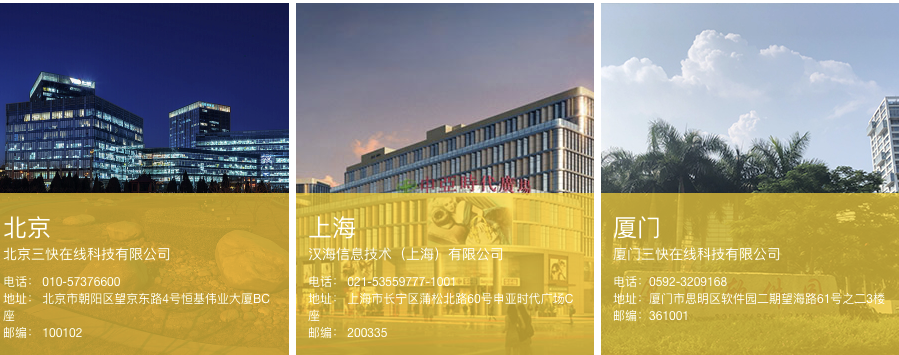 北京
北京三快在线科技有限公司
电话： 010-57376600
地址： 北京市朝阳区望京东路4号恒基伟业大厦BC
座
邮编： 100102
申亚時代廣場
上海
汉海信息技术（上海）有限公司
电话： 021-53559777-1001
地址： 上海市长宁区蒲松北路60号申亚时代广场C
座
邮编： 200335
厦门
厦门三快在线科技有限公司
电话：0592-3209168
地址：厦门市思明区软件园二期望海路61号之二3楼
邮编：361001